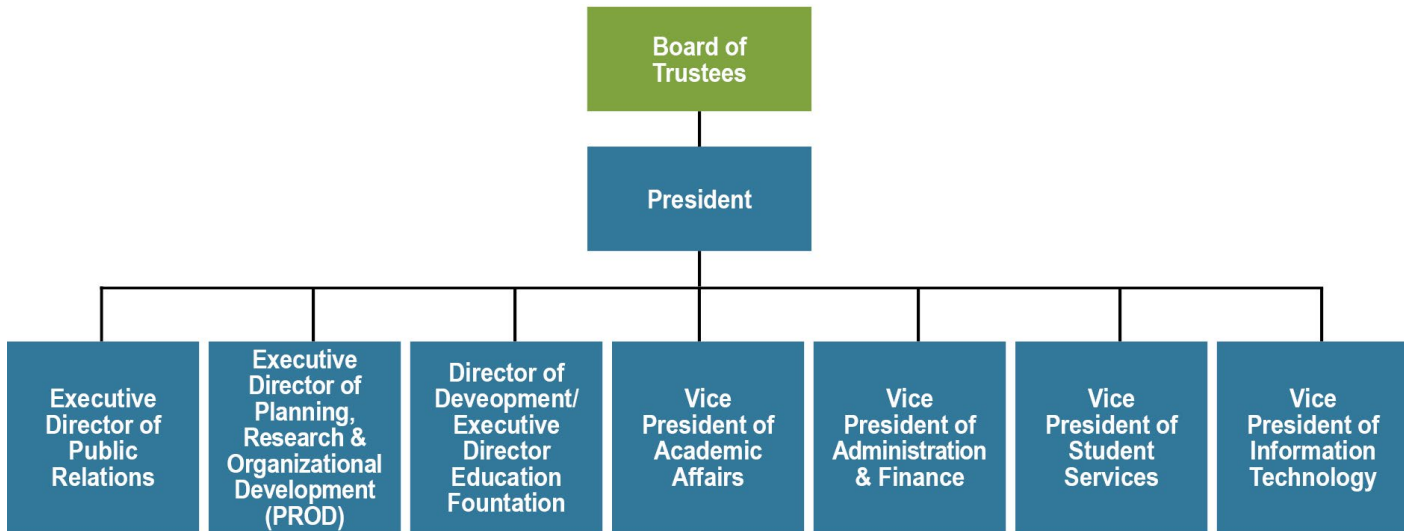 Board of
Trustees
President
Executive
Director of
Public
Relations
Executive
Director of
Planning,
Research &
Organizational
Development
(PROD)
Director of
Deveopment/
Executive
Director
Education
Fountation
Vice
President of
Academic
Affairs
Vice
President of
Administration
& Finance
Vice
President of
Student
Services
Vice
President of
Information
Technology